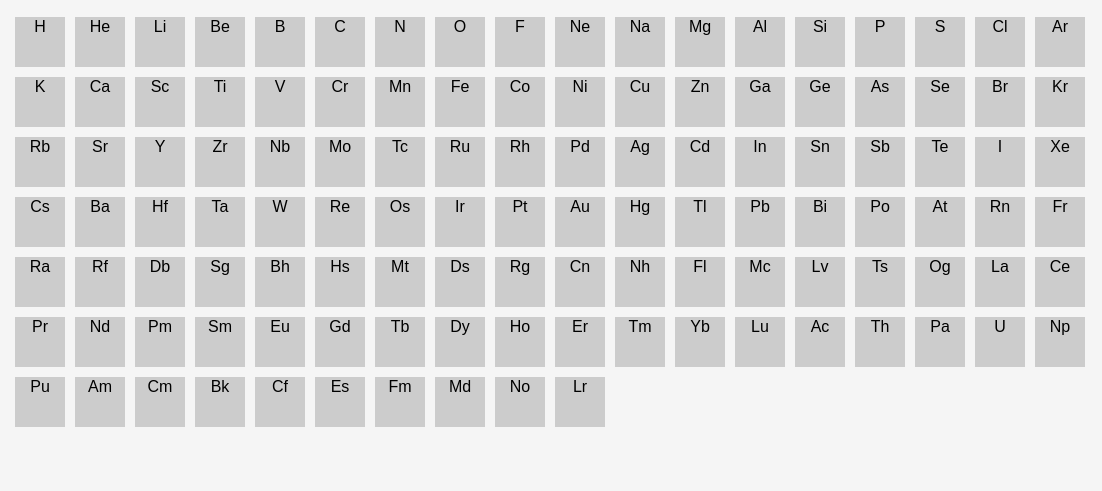 H He Li Be B C N O F Ne Na Mg Al Si P S Cl Ar
K Ca Sc Ti V Cr Mn Fe Co Ni Cu Zn Ga Ge As Se Br Kr
Rb Sr Y Zr Nb Mo Tc Ru Rh Pd Ag Cd In Sn Sb Te I Xe
Cs Ba Hf Ta W Re Os Ir Pt Au Hg Tl Pb Bi Po At Rn Fr
Ra Rf Db Sg Bh Hs Mt Ds Rg Cn Nh Fl Mc Lv Ts Og La Ce
Pr Nd Pm Sm Eu Gd Tb Dy Ho Er Tm Yb Lu Ac Th Pa U Np
Pu Am Cm Bk Cf Es Fm Md No Lr